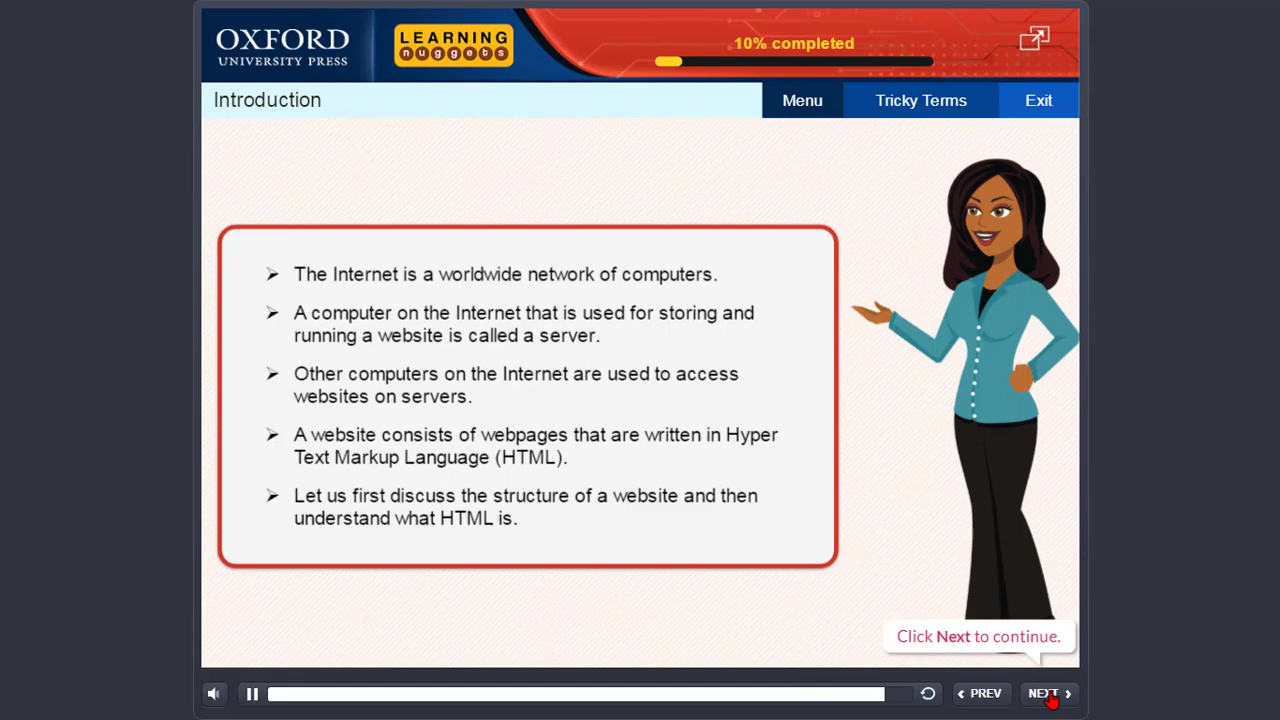 OXFORD
UNIVERSITY PRESS
LEARNING
nuggets
10% completed
Introduction
Menu
Tricky Terms
Exit
The Internet is a worldwide network of computers.
A computer on the Internet that is used for storing and
running a website is called a server.
Other computers on the Internet are used to access
websites on servers.
A website consists of webpages that are written in Hyper
Text Markup Language (HTML).
Let us first discuss the structure of a website and then
understand what HTML is.
Click Next to continue.
PREV
NEXT